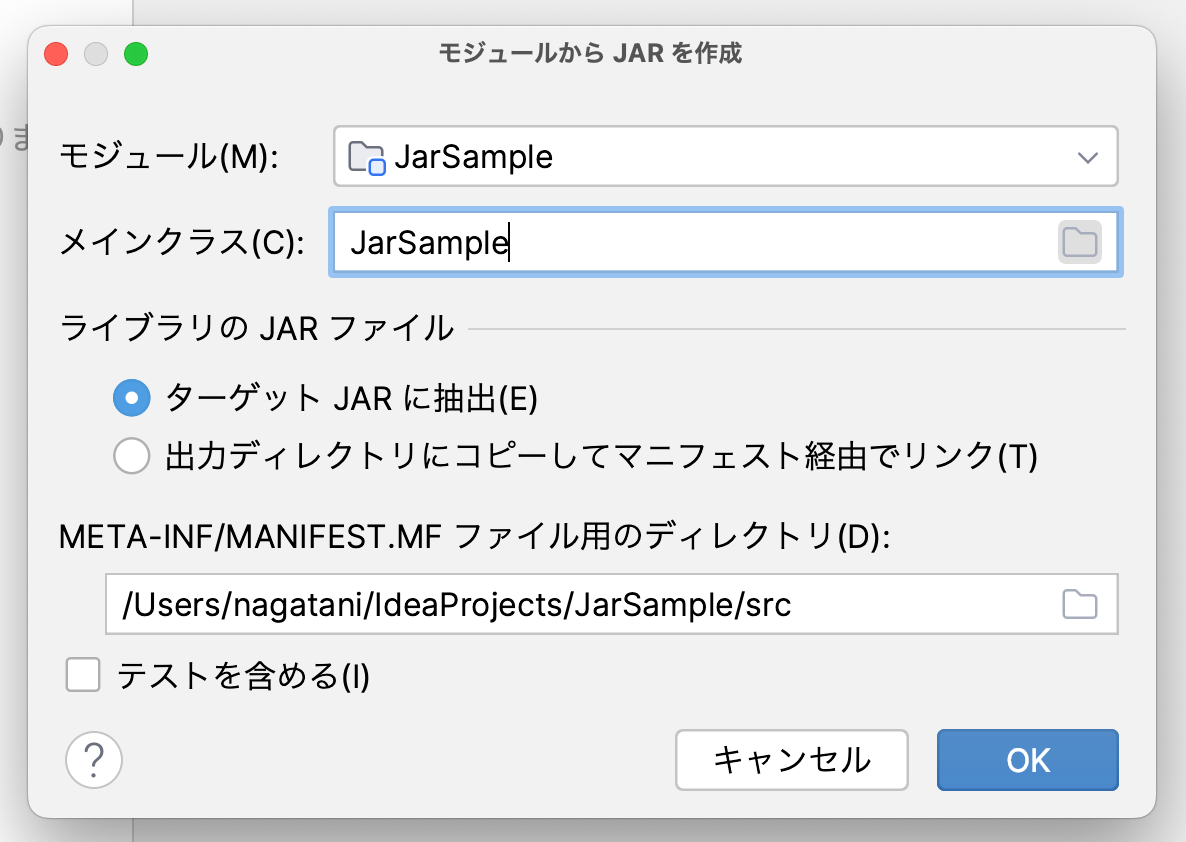 モジュールから JAR を作成
モジュール(M): JarSample
メインクラス(C): JarSample
ライブラリの JAR ファイル
ターゲット JAR に抽出(E)
出力ディレクトリにコピーしてマニフェスト経由でリンク(T)
META-INF/MANIFEST.MF ファイル用のディレクトリ(D):
/Users/nagatani/IdeaProjects/JarSample/src
テストを含める(I)
? キャンセル OK